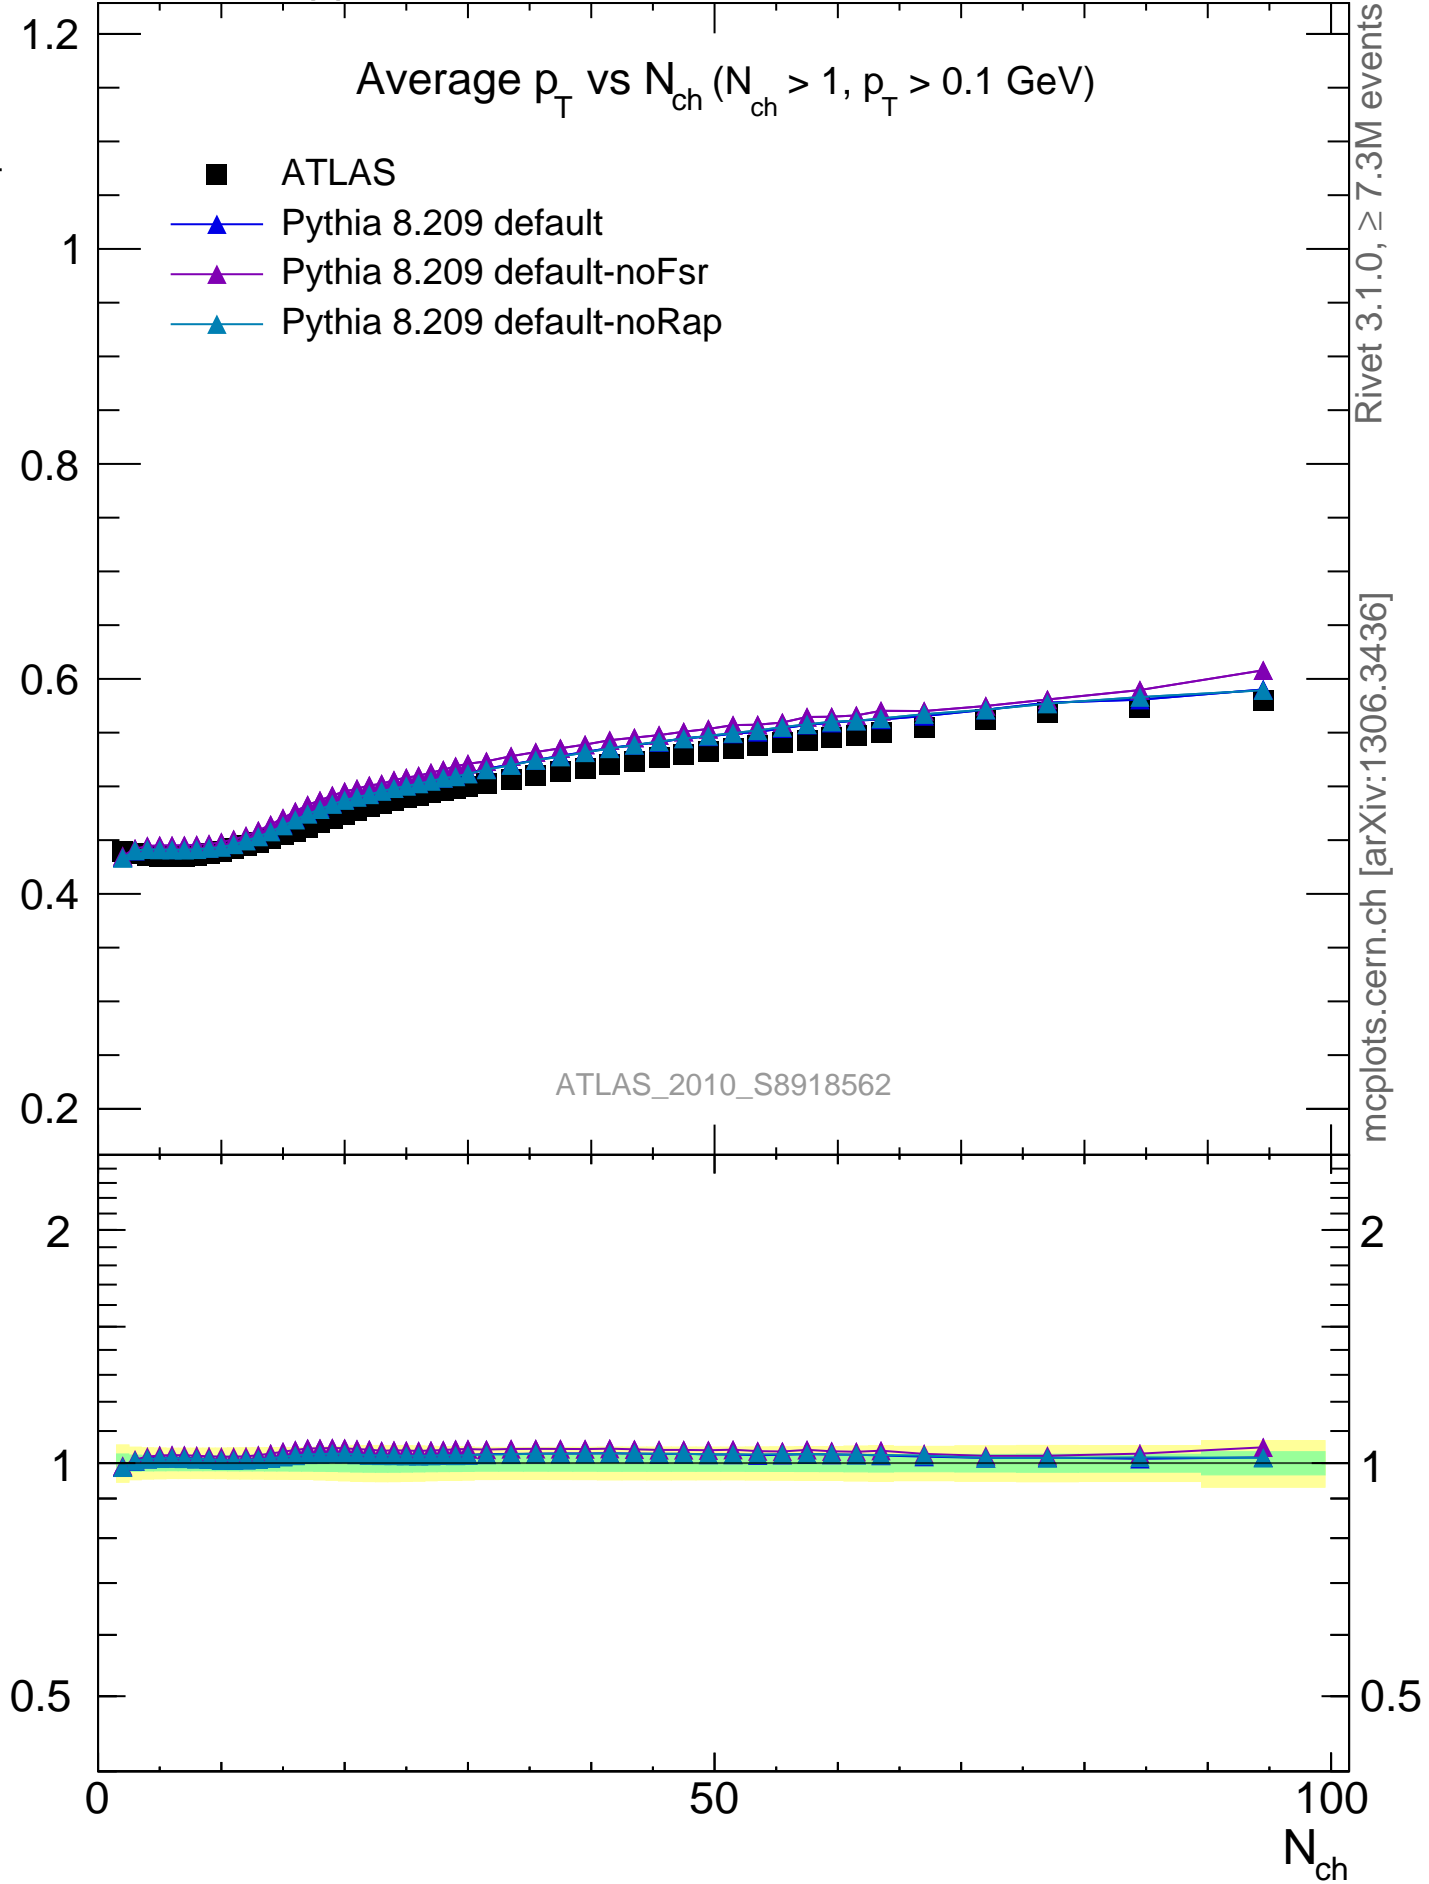 Average p_T vs N_ch (N_ch > 1, p_T > 0.1 GeV)
ATLAS
Pythia 8.209 default
Pythia 8.209 default-noFsr
Pythia 8.209 default-noRap
1.2
1
0.8
0.6
0.4
0.2
ATLAS_2010_S8918562
Rivet 3.1.0, ≥ 7.3M events
mcplots.cern.ch [arXiv:1306.3436]
2
1
0.5
2
1
0.5
0
50
100
N_ch